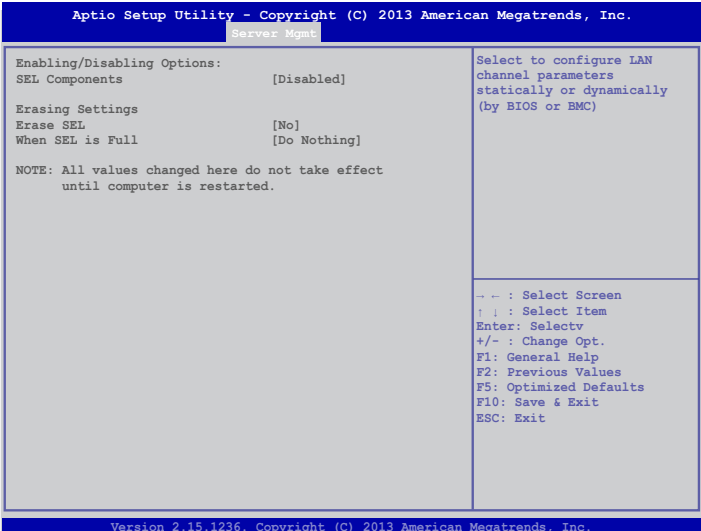 Aptio Setup Utility - Copyright (C) 2013 American Megatrends, Inc.
Server Mgmt
Enabling/Disabling Options:
SEL Components [Disabled]
Erasing Settings
Erase SEL [No]
When SEL is Full [Do Nothing]
NOTE: All values changed here do not take effect
until computer is restarted.
Select to configure LAN
channel parameters
statically or dynamically
(by BIOS or BMC)
→ ← : Select Screen
↑ ↓ : Select Item
Enter: Selectv
+/- : Change Opt.
F1: General Help
F2: Previous Values
F5: Optimized Defaults
F10: Save & Exit
ESC: Exit
Version 2.15.1236. Copyright (C) 2013 American Megatrends, Inc.